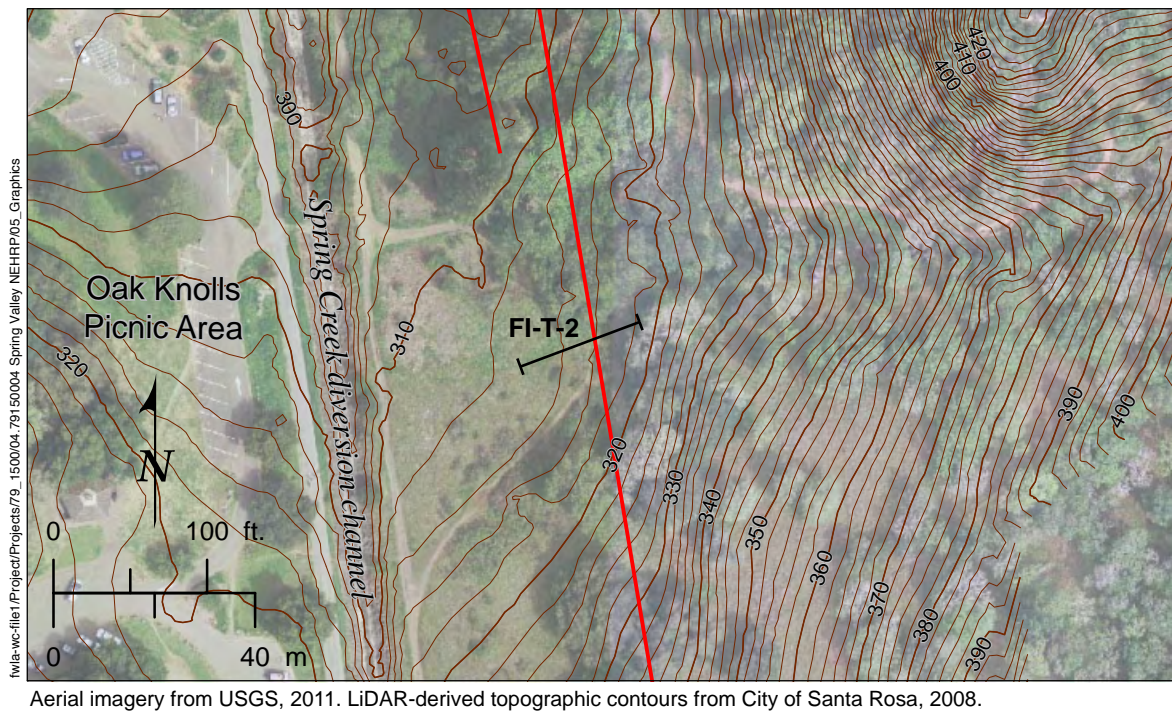 fwla-wc-file1/Project/Projects/79_1500/04.79150004 Spring Valley NEHRP/05_Graphics
420
410
400
300
Spring Creek diversion channel
Oak Knolls
Picnic Area
310
FI-T-2
320
390
400
N
320
330
340
350
360
370
380
390
0 100 ft.
0 40 m
Aerial imagery from USGS, 2011. LiDAR-derived topographic contours from City of Santa Rosa, 2008.